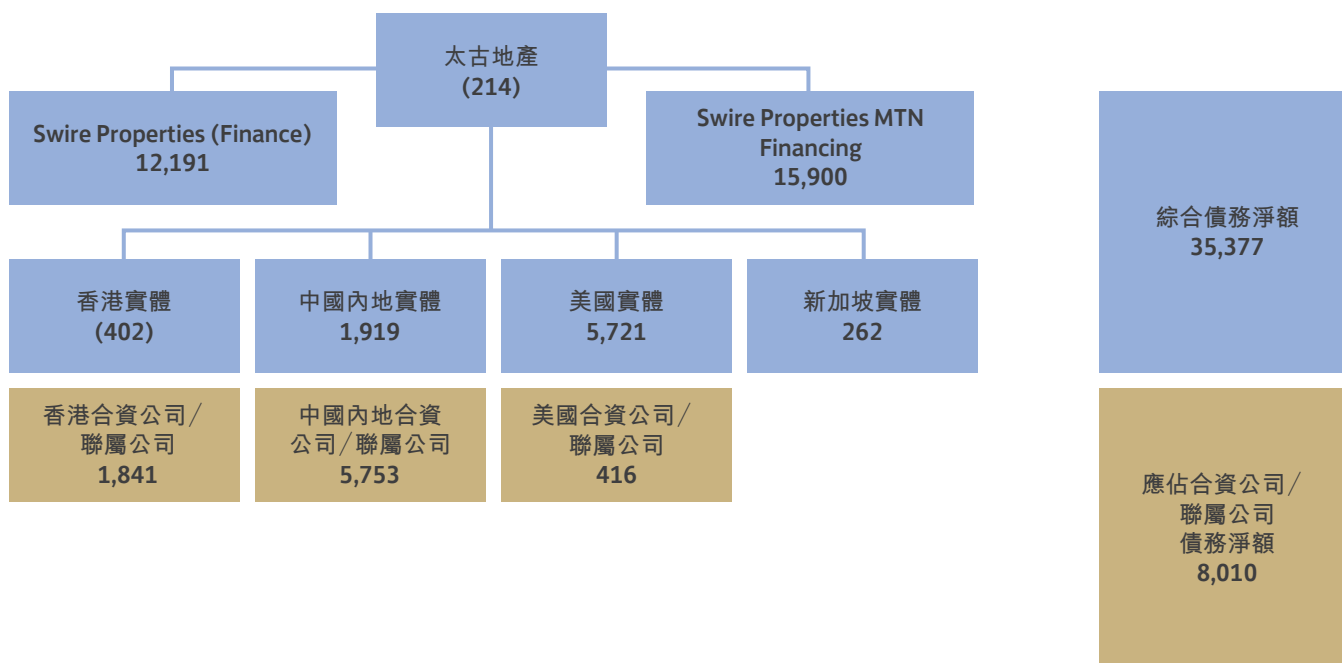 太古地產
(214)
Swire Properties (Finance)
12,191
Swire Properties MTN
Financing
15,900
香港實體
(402)
中國內地實體
1,919
美國實體
5,721
新加坡實體
262
香港合資公司/
聯屬公司
1,841
中國內地合資
公司/聯屬公司
5,753
美國合資公司/
聯屬公司
416
綜合債務淨額
35,377
應佔合資公司/
聯屬公司
債務淨額
8,010